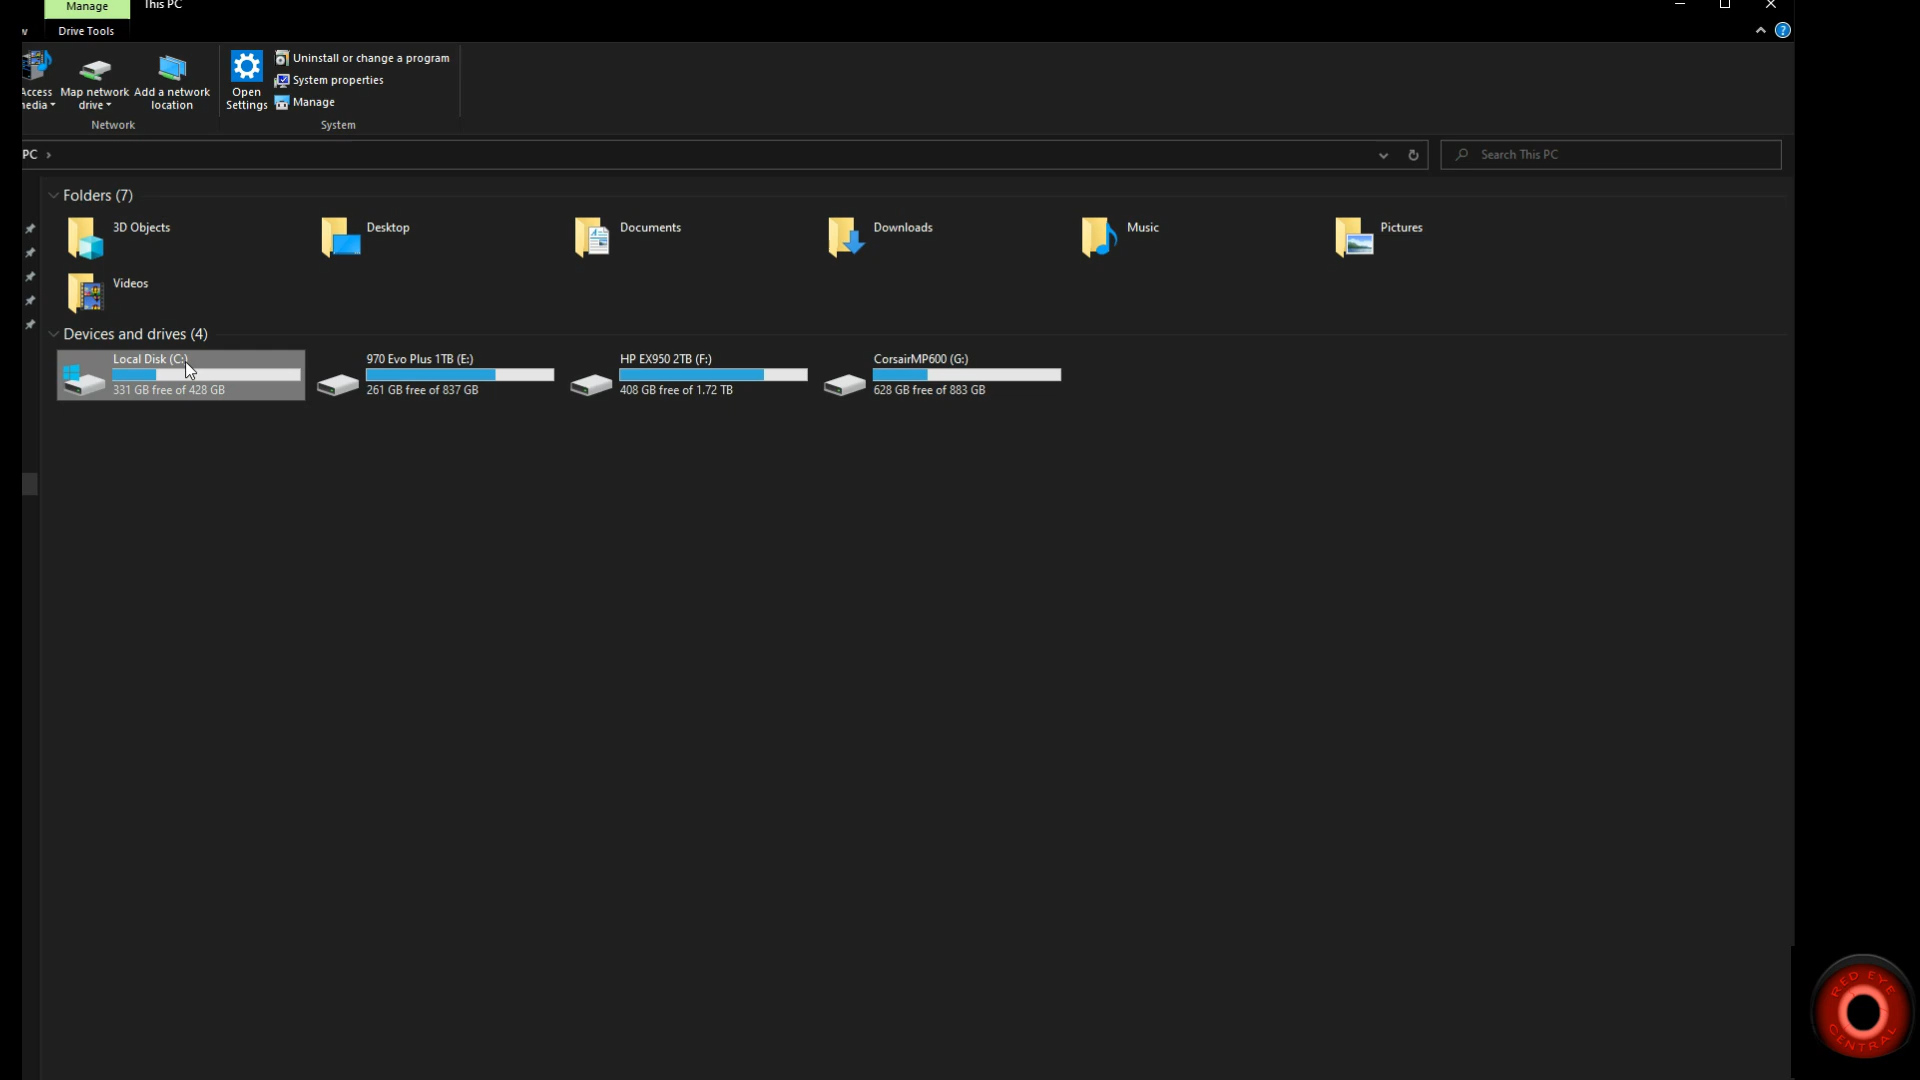 Manage
This PC
w
Drive Tools
Access
media
Map network
drive
Add a network
location
Open
Settings
Uninstall or change a program
System properties
Manage
Network
System
PC
Search This PC
Folders (7)
3D Objects
Desktop
Documents
Downloads
Music
Pictures
Videos
Devices and drives (4)
Local Disk (C:)
331 GB free of 428 GB
970 Evo Plus 1TB (E:)
261 GB free of 837 GB
HP EX950 2TB (F:)
408 GB free of 1.72 TB
CorsairMP600 (G:)
628 GB free of 883 GB
RED EYE
CENTRAL